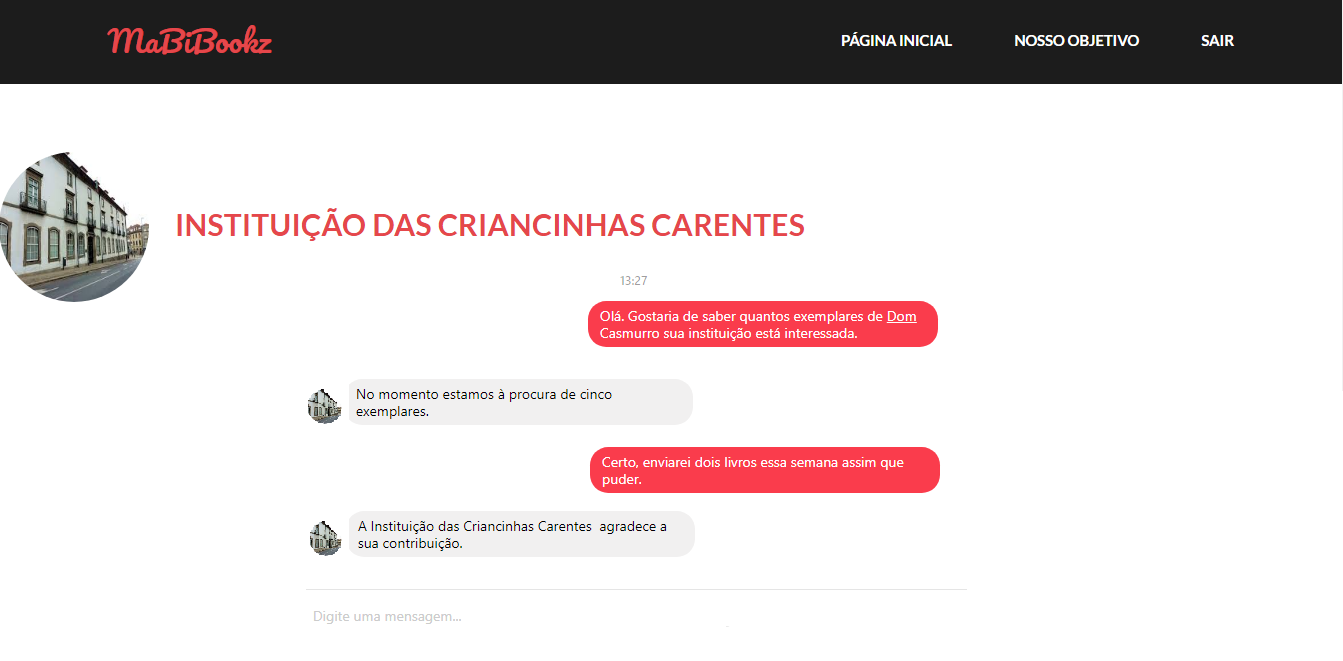 MaBiBookz
PÁGINA INICIAL
NOSSO OBJETIVO
SAIR
INSTITUIÇÃO DAS CRIANCINHAS CARENTES
13:27
Olá. Gostaria de saber quantos exemplares de Dom
Casmurro sua instituição está interessada.
No momento estamos à procura de cinco
exemplares.
Certo, enviarei dois livros essa semana assim que
puder.
A Instituição das Criancinhas Carentes  agradece a
sua contribuição.
Digite uma mensagem...